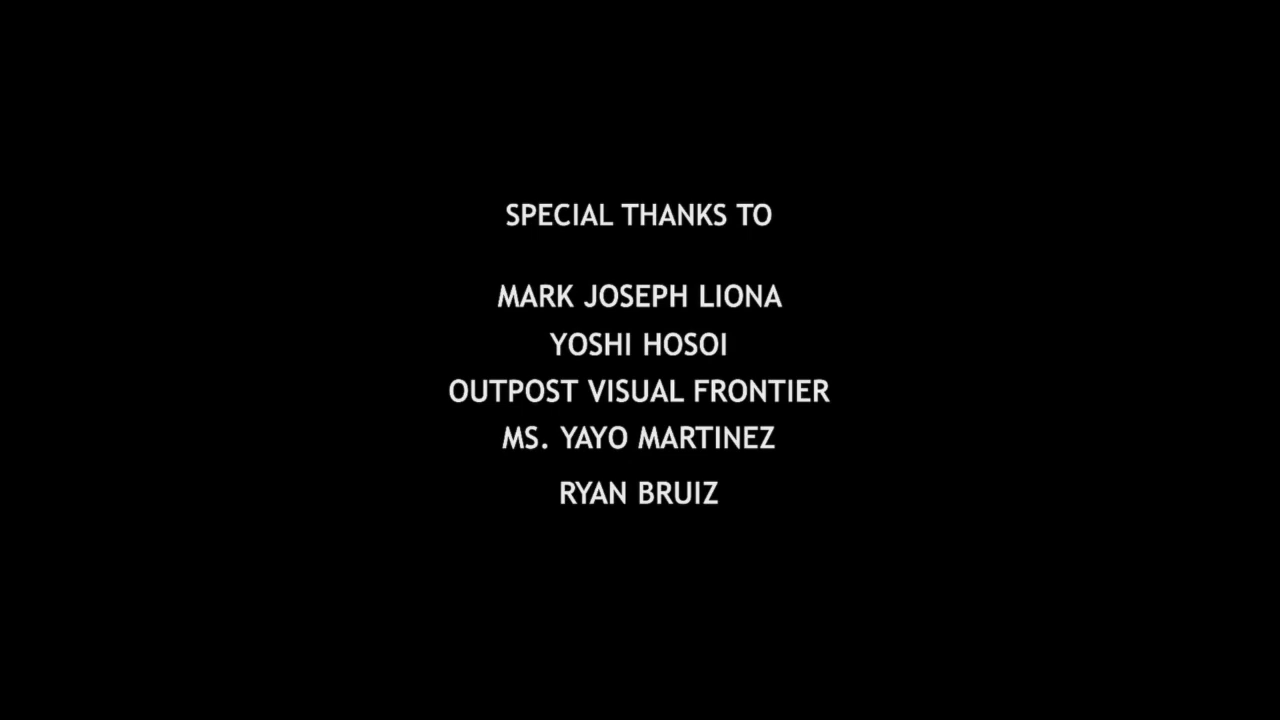 SPECIAL THANKS TO
MARK JOSEPH LIONA
YOSHI HOSOI
OUTPOST VISUAL FRONTIER
MS. YAYO MARTINEZ
RYAN BRUIZ